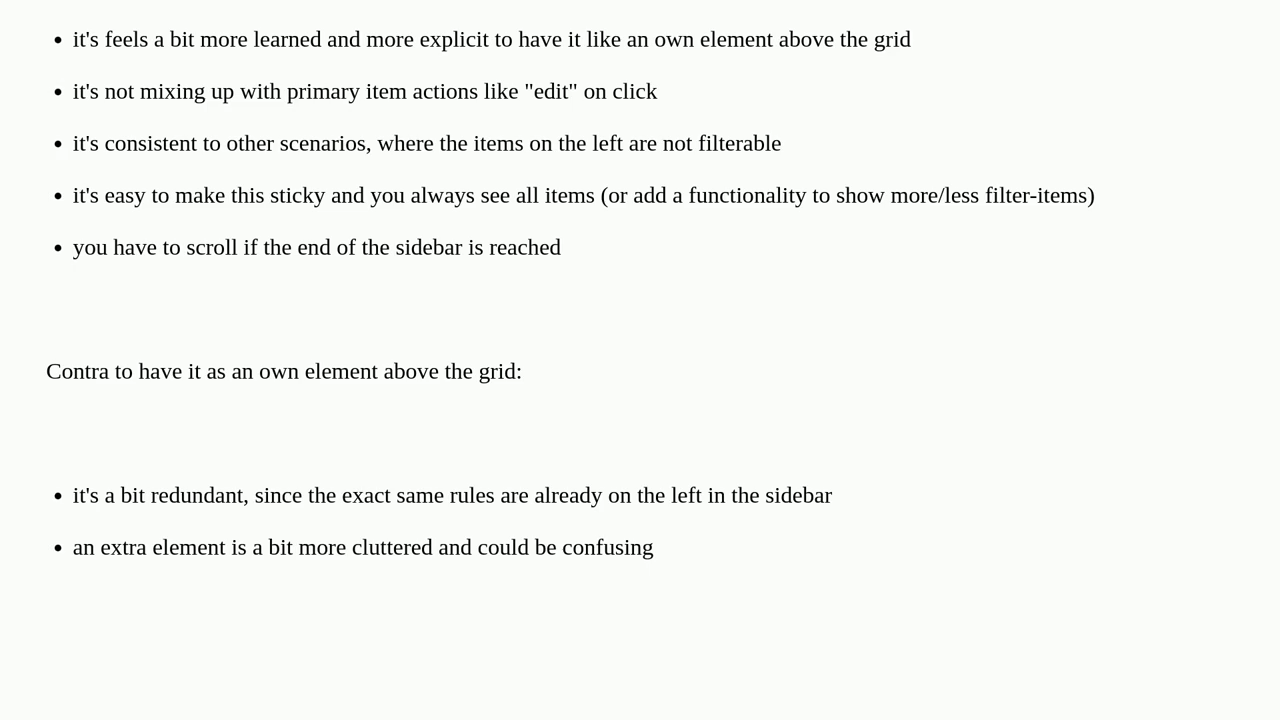 • it's feels a bit more learned and more explicit to have it like an own element above the grid
• it's not mixing up with primary item actions like "edit" on click
• it's consistent to other scenarios, where the items on the left are not filterable
• it's easy to make this sticky and you always see all items (or add a functionality to show more/less filter-items)
• you have to scroll if the end of the sidebar is reached
Contra to have it as an own element above the grid:
• it's a bit redundant, since the exact same rules are already on the left in the sidebar
• an extra element is a bit more cluttered and could be confusing